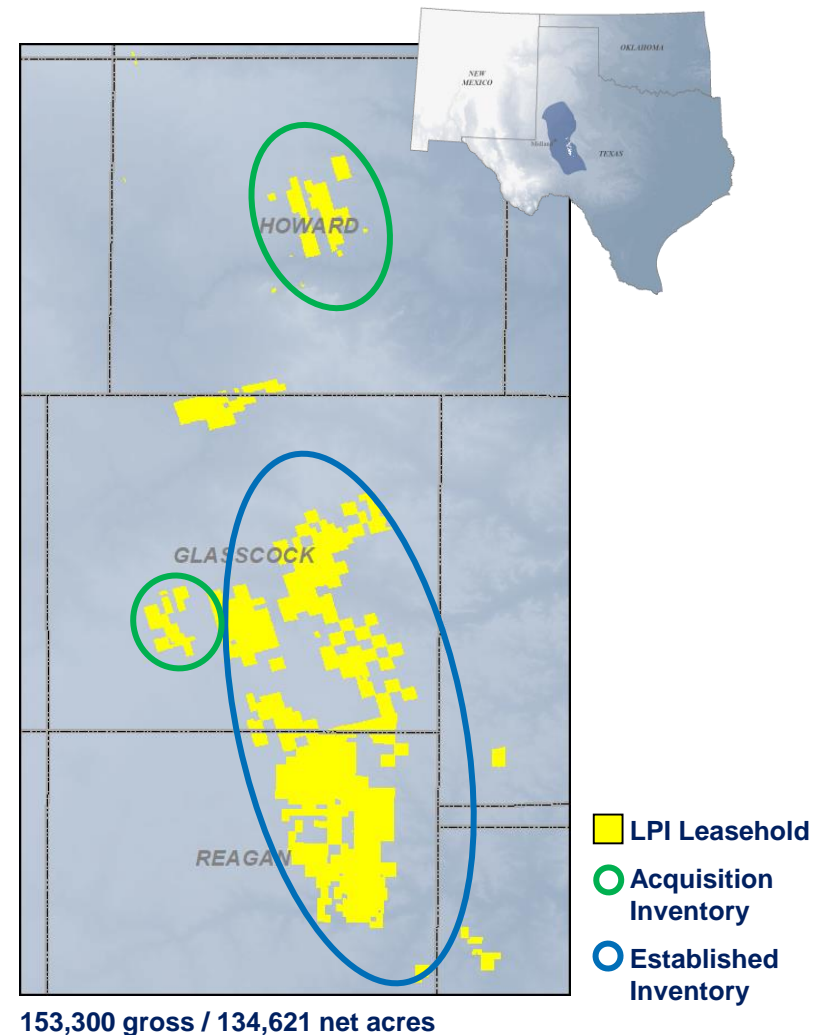 OKLAHOMA
NEW
MEXICO
Midland
TEXAS
HOWARD
GLASSCOCK
REAGAN
LPI Leasehold
Acquisition
Inventory
Established
Inventory
153,300 gross / 134,621 net acres